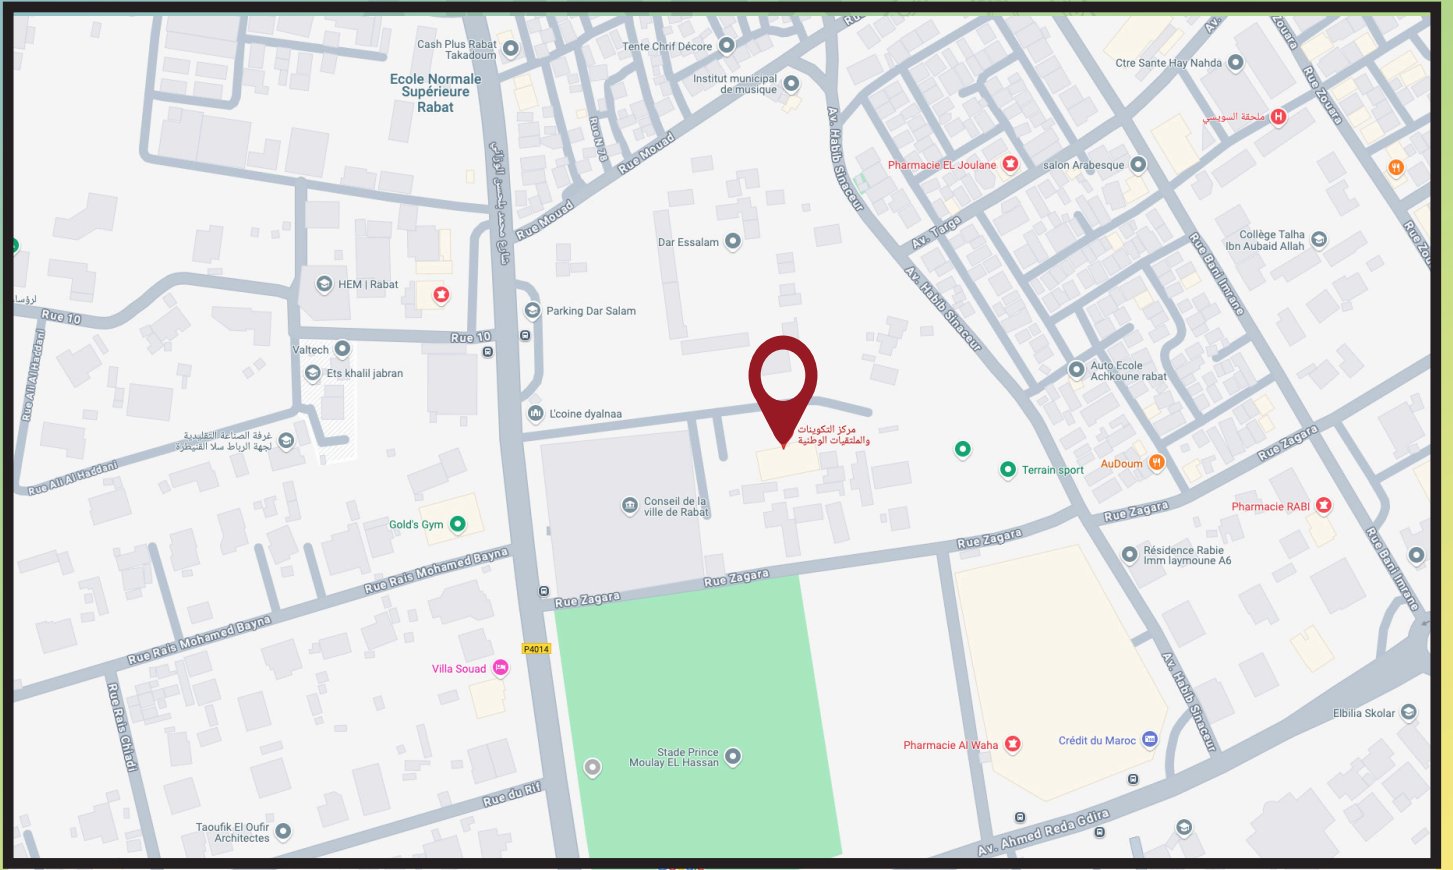 Cash Plus Rabat
Takadoum
Tente Chrif Décore
Ecole Normale
Supérieure
Rabat
Institut municipal
de musique
Ctre Sante Hay Nahda
Rue Zouara
ملحقة السويسي
Rue N 78
Rue Mouad
Av. Habib Sinaceur
Pharmacie EL Joulane
salon Arabesque
شارع محمد بلحسن الوزاني
Rue Mouad
Av. Targa
Dar Essalam
Collège Talha
Ibn Aubaid Allah
Rue Bani Imrane
HEM | Rabat
Av. Habib Sinaceur
Rue 10
Parking Dar Salam
Rue 10
Valtech
Ets khalil jabran
Rue Ali Al Haddani
Auto Ecole
Achkoune rabat
L'coine dyalnaa
مركز التكوينات
والملتقيات الوطنية
غرفة الصناعة التقليدية
لجهة الرباط سلا القنيطرة
Rue Zagara
AuDoum
Terrain sport
Rue Ali Al Haddani
Conseil de la
ville de Rabat
Pharmacie RABI
Rue Zagara
Gold's Gym
Rue Zagara
Résidence Rabie
Imm laymoune A6
Rue Rais Mohamed Bayna
Rue Zagara
Rue Zagara
Rue Bani Imrane
Rue Rais Mohamed Bayna
P4014
Villa Souad
Av. Habib Sinaceur
Rue Rais Chiadi
Elbilia Skolar
Pharmacie Al Waha
Crédit du Maroc
Stade Prince
Moulay EL Hassan
Rue du Rif
Taoufik El Oufir
Architectes
Av. Ahmed Reda Gdira